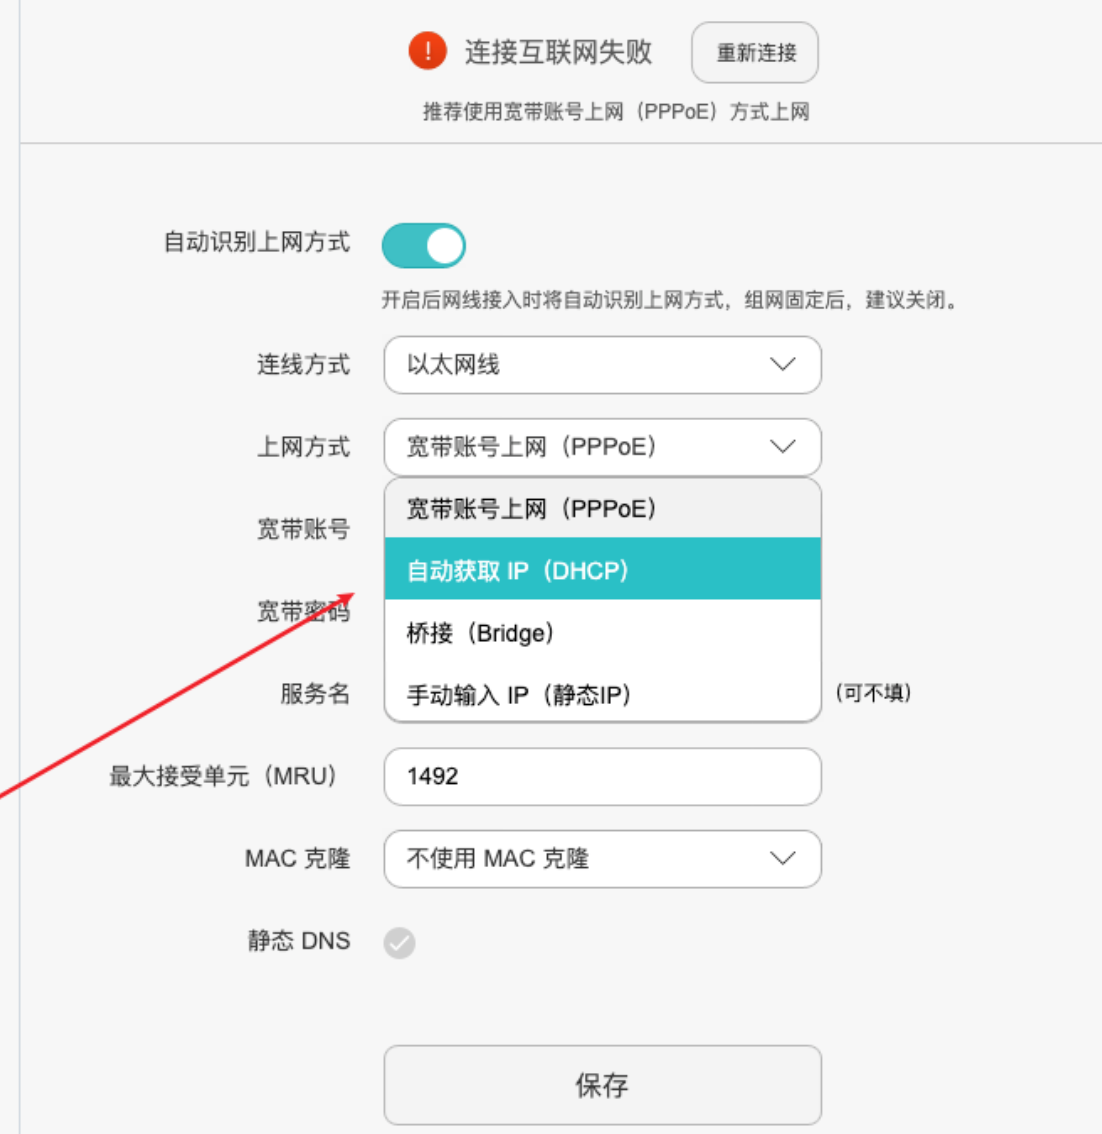 连接互联网失败 重新连接
推荐使用宽带账号上网（PPPoE）方式上网
自动识别上网方式
开启后网线接入时将自动识别上网方式，组网固定后，建议关闭。
连线方式 以太网线
上网方式 宽带账号上网（PPPoE）
宽带账号上网（PPPoE）
宽带账号
自动获取 IP（DHCP）
宽带密码
桥接（Bridge）
服务名 手动输入 IP（静态IP） (可不填)
最大接受单元（MRU） 1492
MAC 克隆 不使用 MAC 克隆
静态 DNS
保存